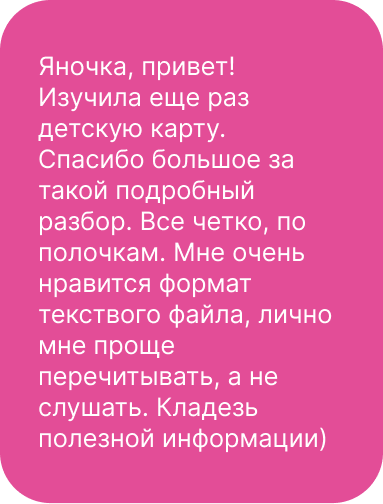 Яночка, привет!
Изучила еще раз
детскую карту.
Спасибо большое за
такой подробный
разбор. Все четко, по
полочкам. Мне очень
нравится формат
текствого файла, лично
мне проще
перечитывать, а не
слушать. Кладезь
полезной информации)